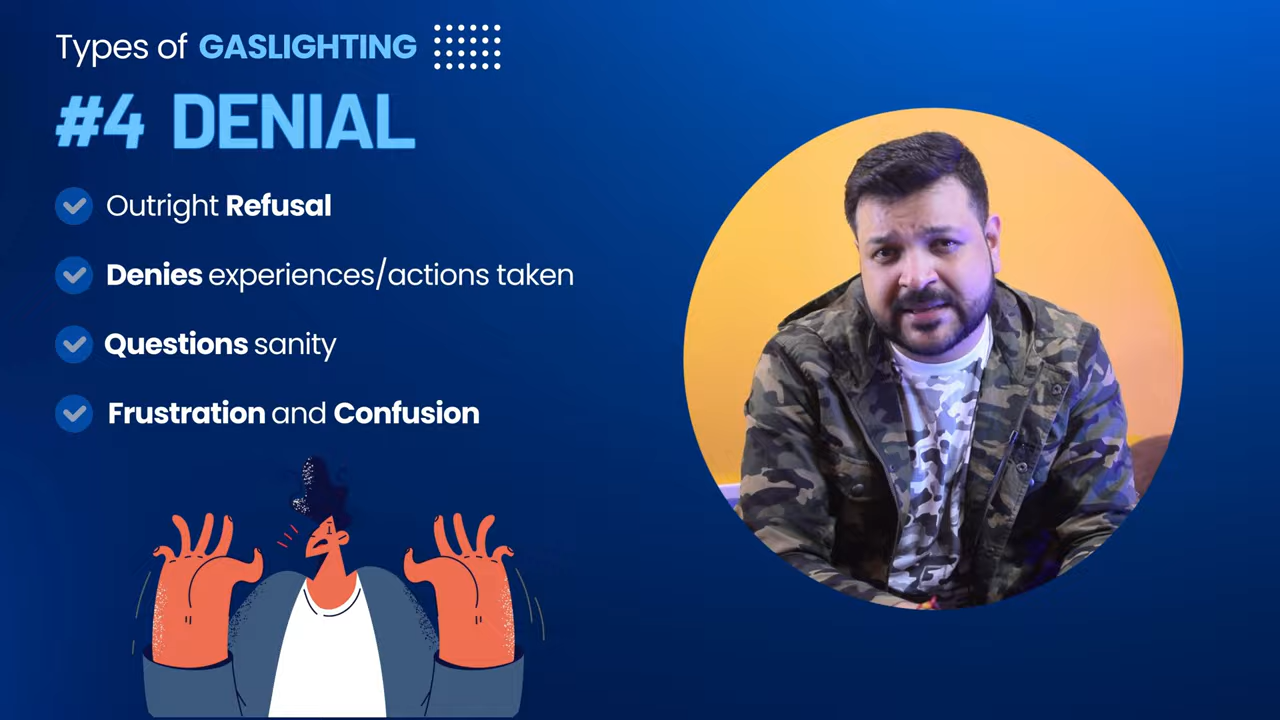 Types of GASLIGHTING
#4 DENIAL
Outright Refusal
Denies experiences/actions taken
Questions sanity
Frustration and Confusion